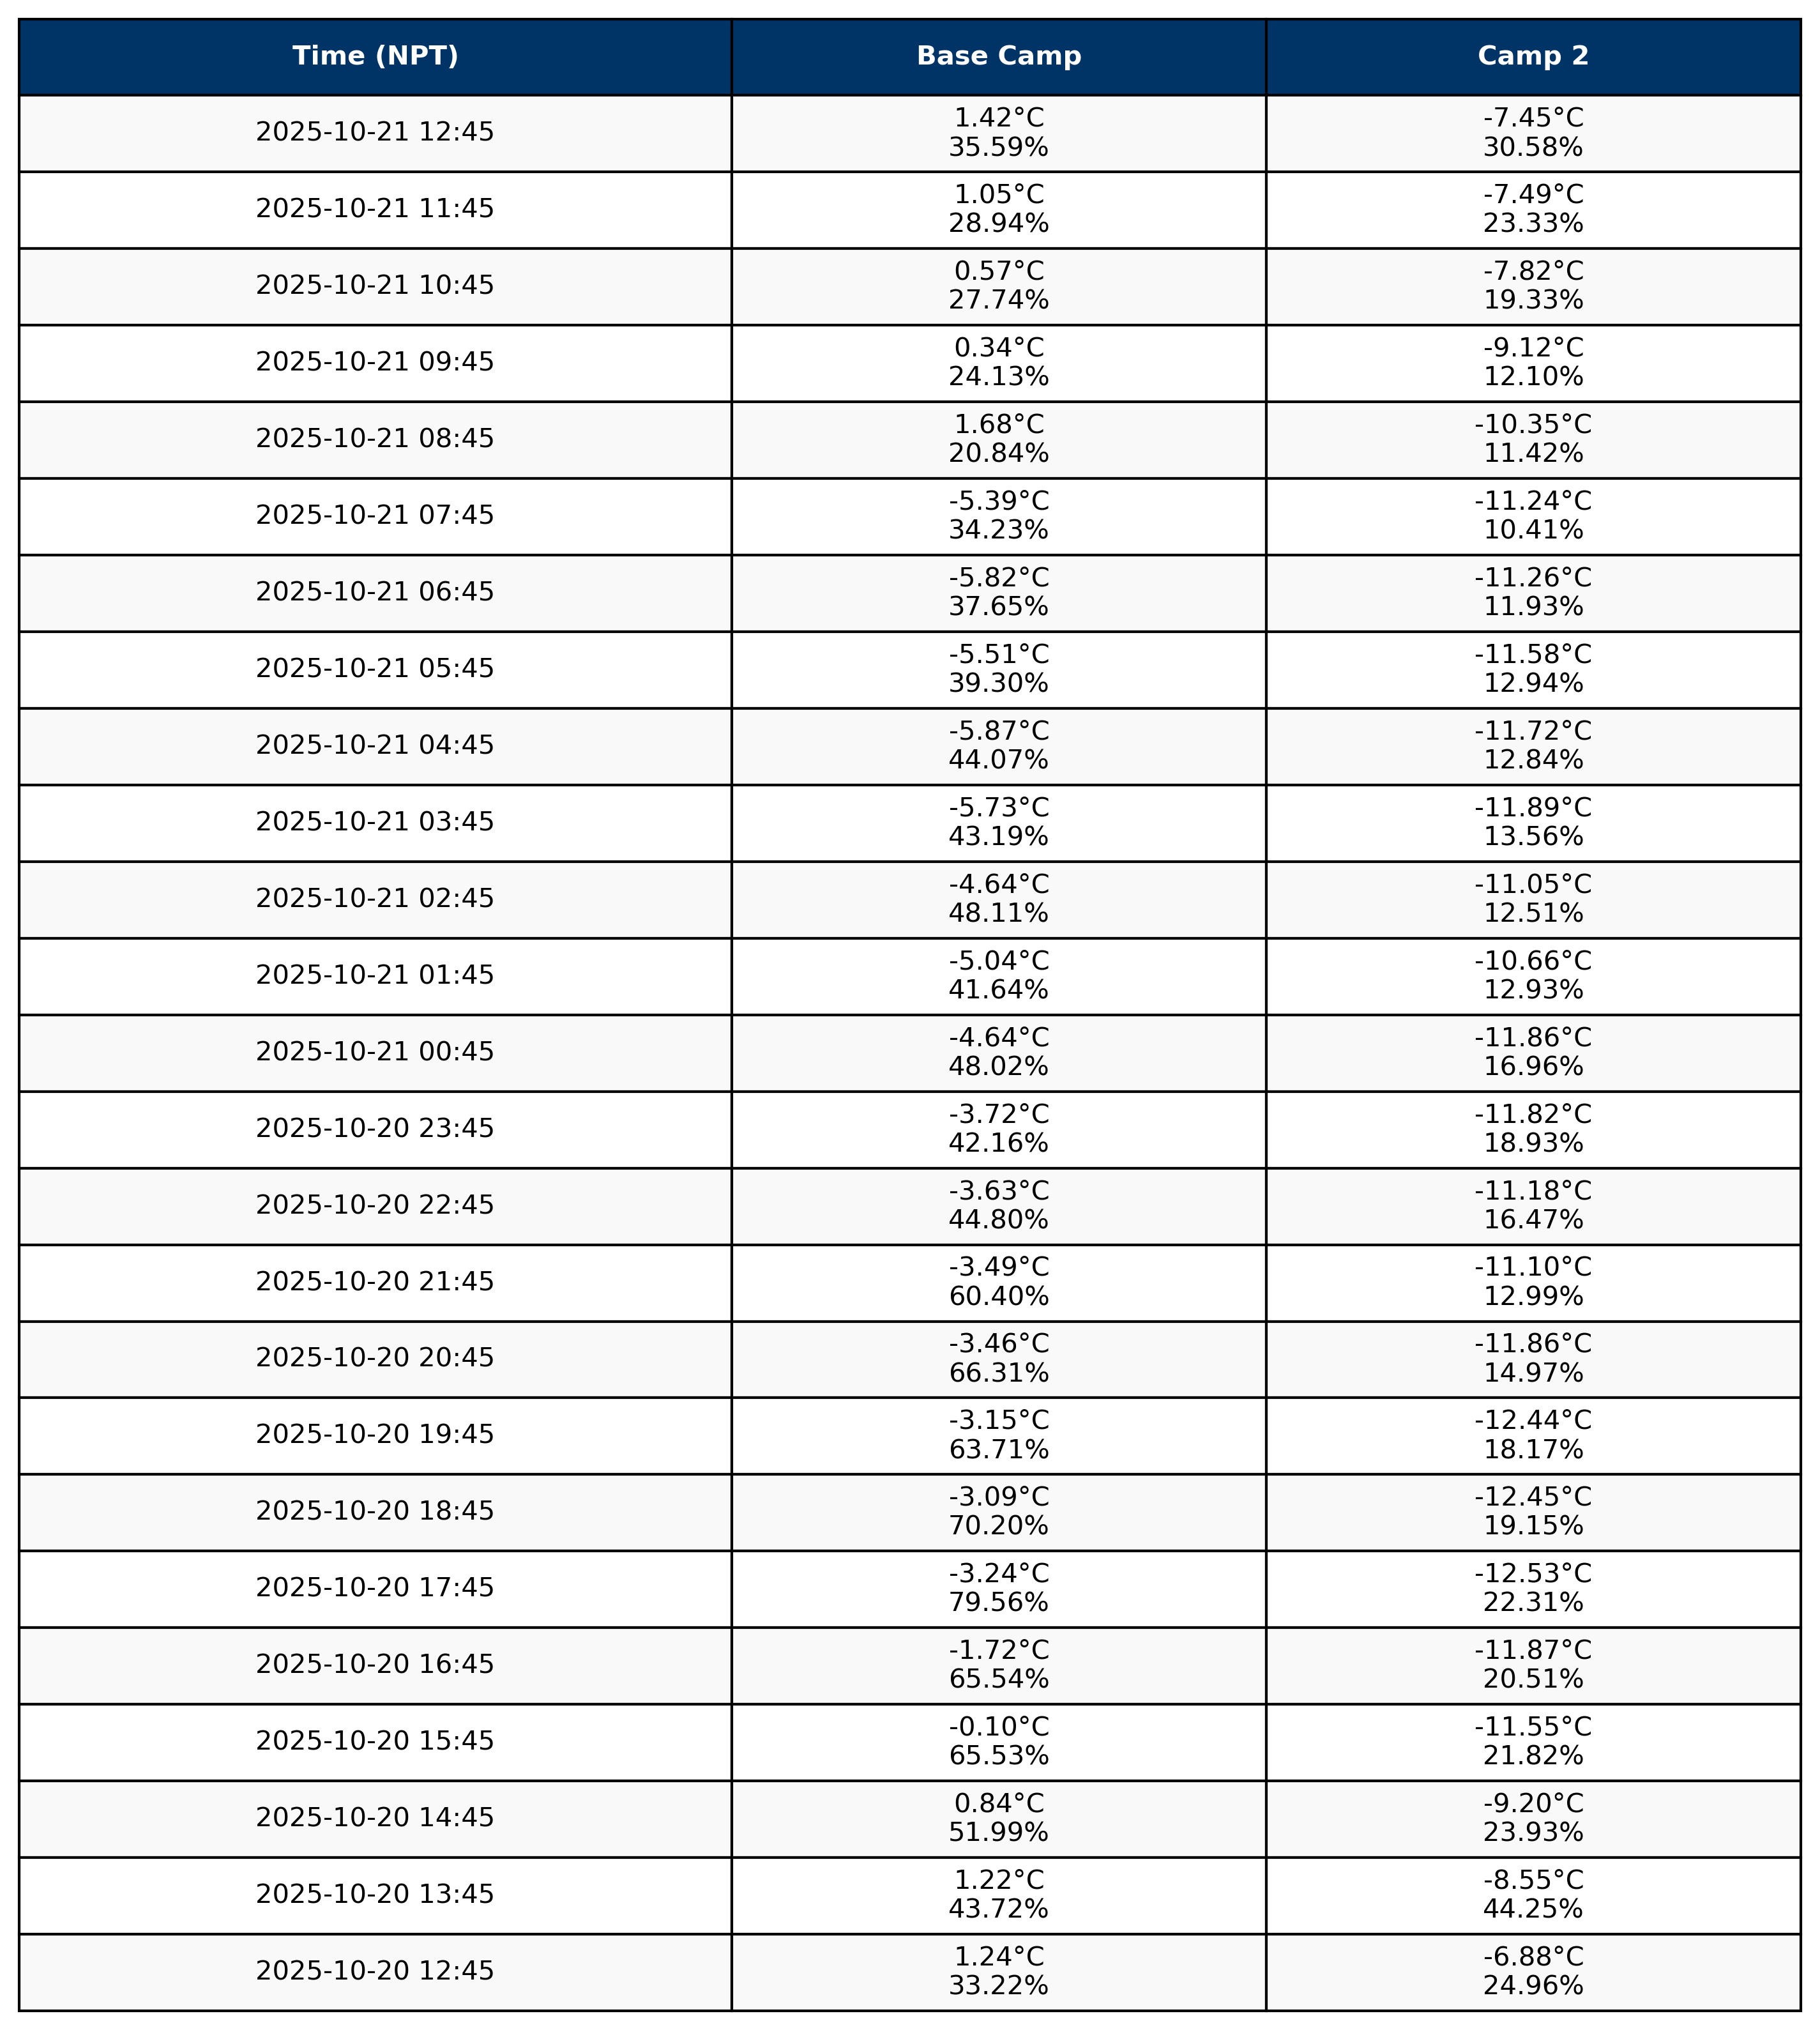 Time (NPT) Base Camp Camp 2
2025-10-21 12:45 1.42°C -7.45°C
35.59% 30.58%
2025-10-21 11:45 1.05°C -7.49°C
28.94% 23.33%
2025-10-21 10:45 0.57°C -7.82°C
27.74% 19.33%
2025-10-21 09:45 0.34°C -9.12°C
24.13% 12.10%
2025-10-21 08:45 1.68°C -10.35°C
20.84% 11.42%
2025-10-21 07:45 -5.39°C -11.24°C
34.23% 10.41%
2025-10-21 06:45 -5.82°C -11.26°C
37.65% 11.93%
2025-10-21 05:45 -5.51°C -11.58°C
39.30% 12.94%
2025-10-21 04:45 -5.87°C -11.72°C
44.07% 12.84%
2025-10-21 03:45 -5.73°C -11.89°C
43.19% 13.56%
2025-10-21 02:45 -4.64°C -11.05°C
48.11% 12.51%
2025-10-21 01:45 -5.04°C -10.66°C
41.64% 12.93%
2025-10-21 00:45 -4.64°C -11.86°C
48.02% 16.96%
2025-10-20 23:45 -3.72°C -11.82°C
42.16% 18.93%
2025-10-20 22:45 -3.63°C -11.18°C
44.80% 16.47%
2025-10-20 21:45 -3.49°C -11.10°C
60.40% 12.99%
2025-10-20 20:45 -3.46°C -11.86°C
66.31% 14.97%
2025-10-20 19:45 -3.15°C -12.44°C
63.71% 18.17%
2025-10-20 18:45 -3.09°C -12.45°C
70.20% 19.15%
2025-10-20 17:45 -3.24°C -12.53°C
79.56% 22.31%
2025-10-20 16:45 -1.72°C -11.87°C
65.54% 20.51%
2025-10-20 15:45 -0.10°C -11.55°C
65.53% 21.82%
2025-10-20 14:45 0.84°C -9.20°C
51.99% 23.93%
2025-10-20 13:45 1.22°C -8.55°C
43.72% 44.25%
2025-10-20 12:45 1.24°C -6.88°C
33.22% 24.96%